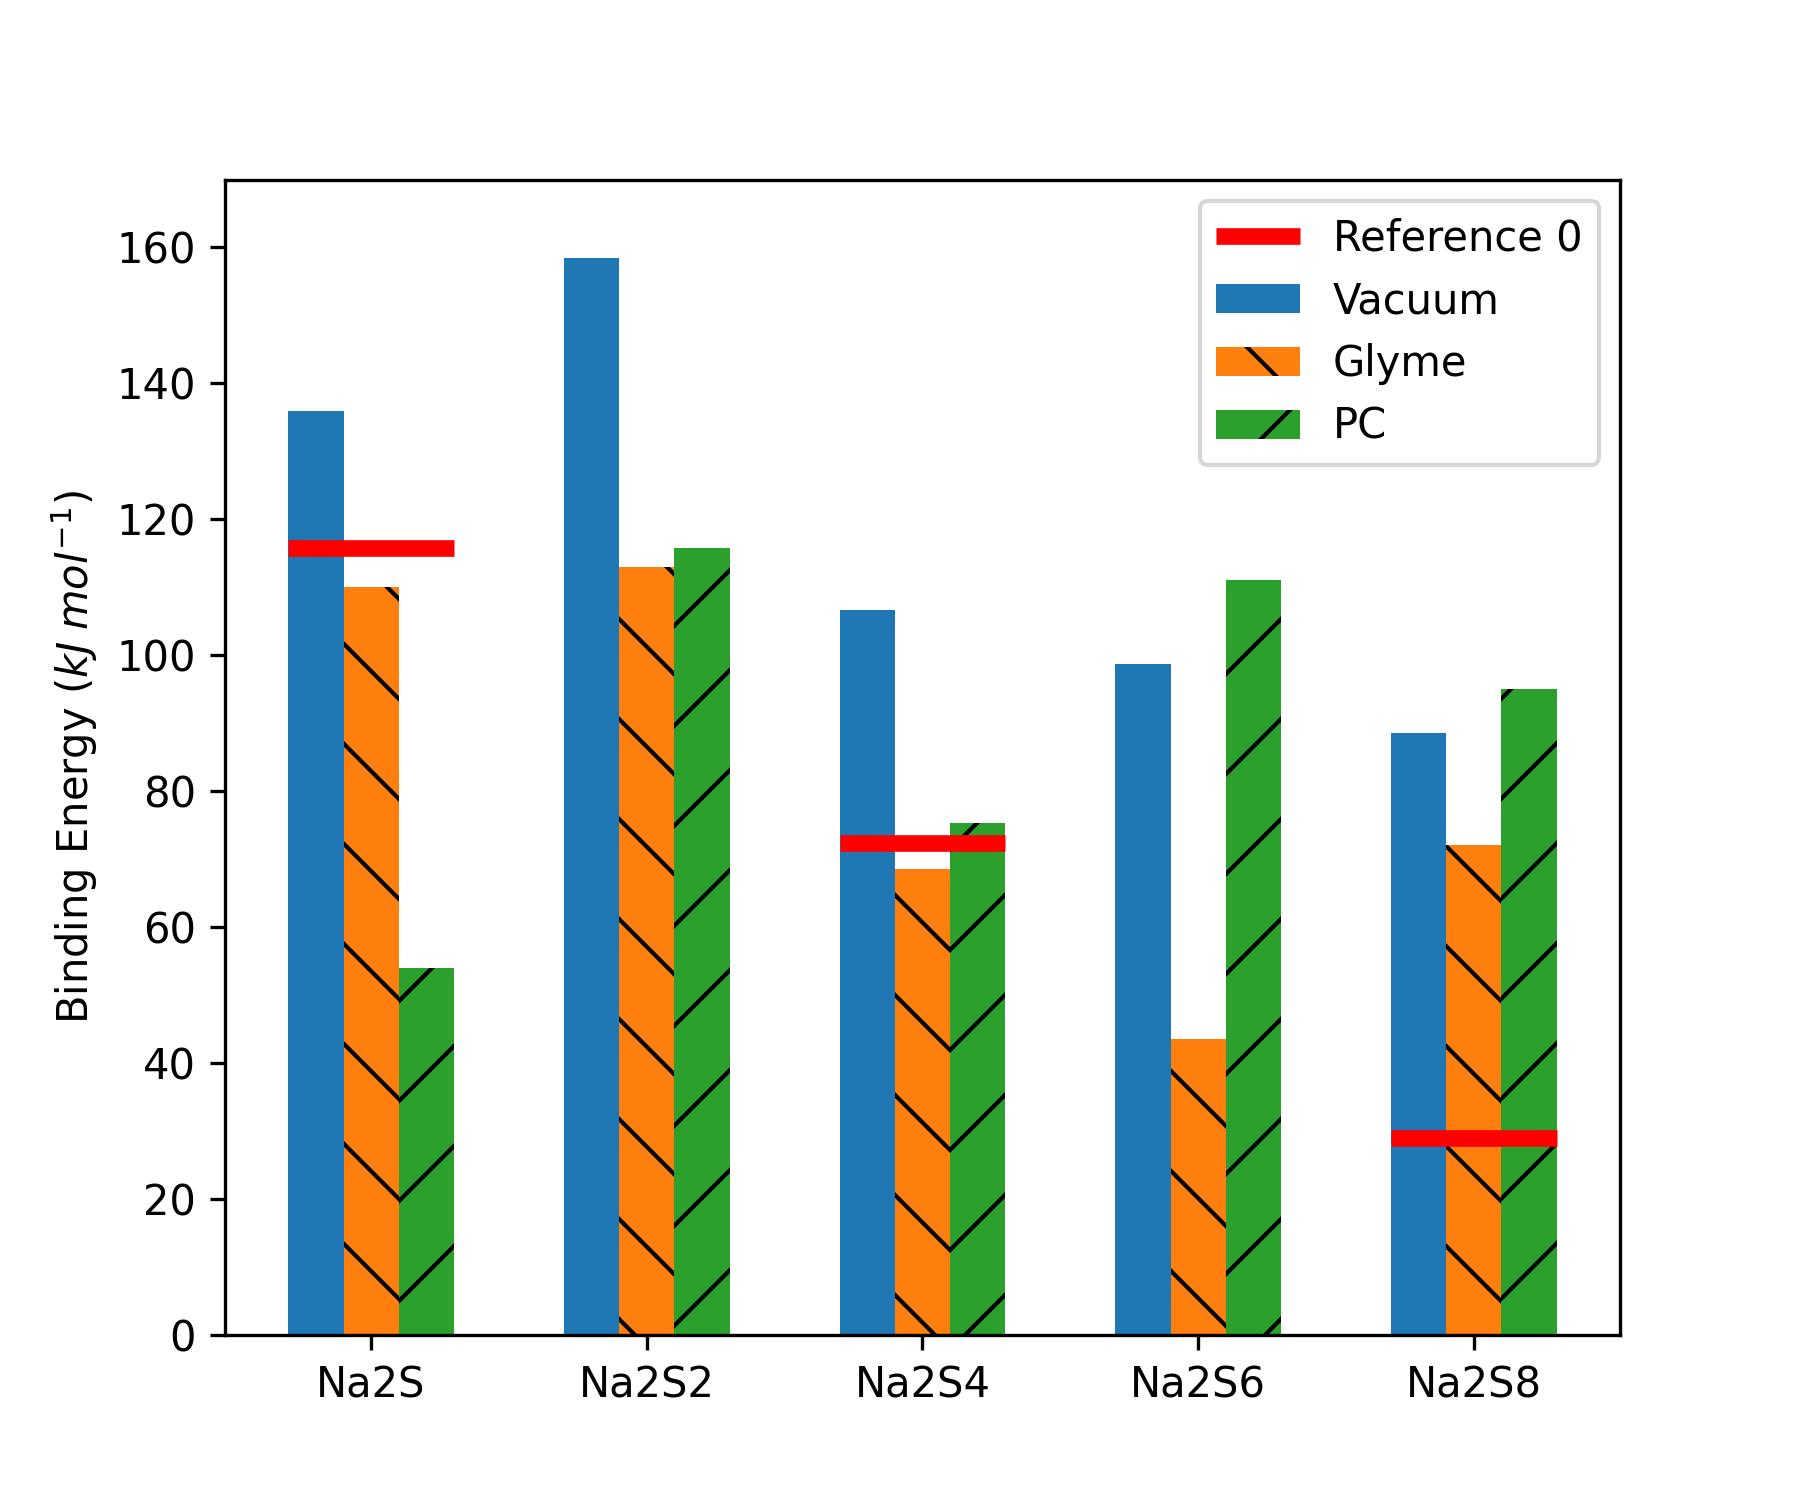 Reference 0
Vacuum
Glyme
PC
Binding Energy (kJ mol⁻¹)
160
140
120
100
80
60
40
20
0
Na2S
Na2S2
Na2S4
Na2S6
Na2S8